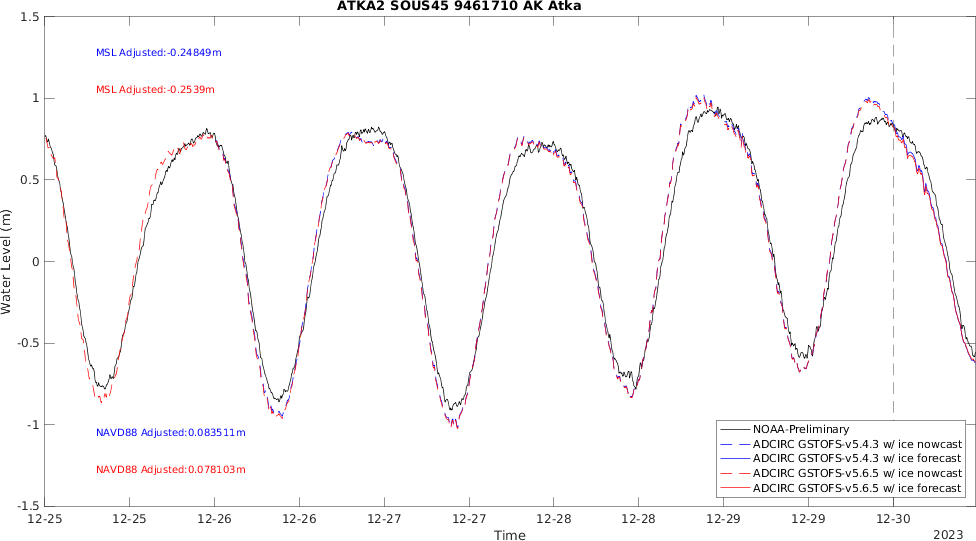 ATKA2 SOUS45 9461710 AK Atka
1.5
MSL Adjusted:-0.24849m
MSL Adjusted:-0.2539m
1
0.5
0
-0.5
-1
-1.5
Water Level (m)
NAVD88 Adjusted:0.083511m
NAVD88 Adjusted:0.078103m
NOAA-Preliminary
ADCIRC GSTOFS-v5.4.3 w/ ice nowcast
ADCIRC GSTOFS-v5.4.3 w/ ice forecast
ADCIRC GSTOFS-v5.6.5 w/ ice nowcast
ADCIRC GSTOFS-v5.6.5 w/ ice forecast
12-25 12-25 12-26 12-26 12-27 12-27 12-28 12-28 12-29 12-29 12-30
Time
2023